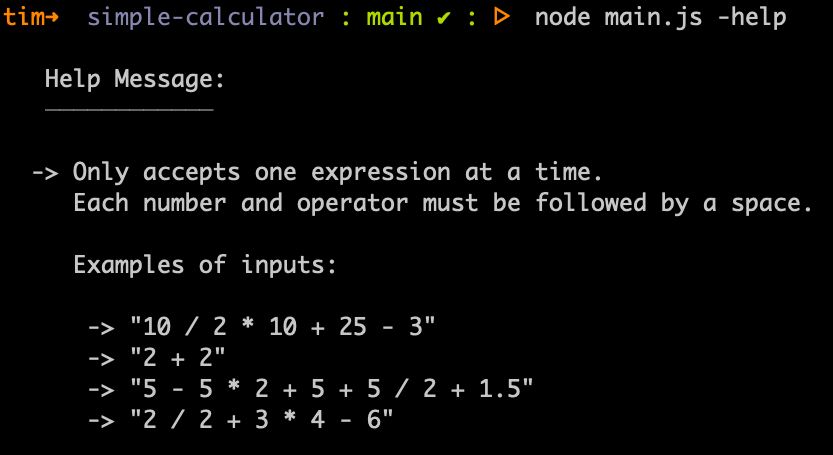 tim→ simple-calculator : main ✔ : ▷ node main.js -help
Help Message:
____________
-> Only accepts one expression at a time.
Each number and operator must be followed by a space.
Examples of inputs:
-> "10 / 2 * 10 + 25 - 3"
-> "2 + 2"
-> "5 - 5 * 2 + 5 + 5 / 2 + 1.5"
-> "2 / 2 + 3 * 4 - 6"